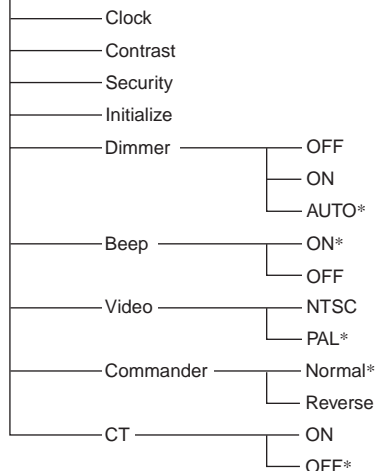 Clock
Contrast
Security
Initialize
Dimmer OFF
ON
AUTO*
Beep ON*
OFF
Video NTSC
PAL*
Commander Normal*
Reverse
CT ON
OFF*